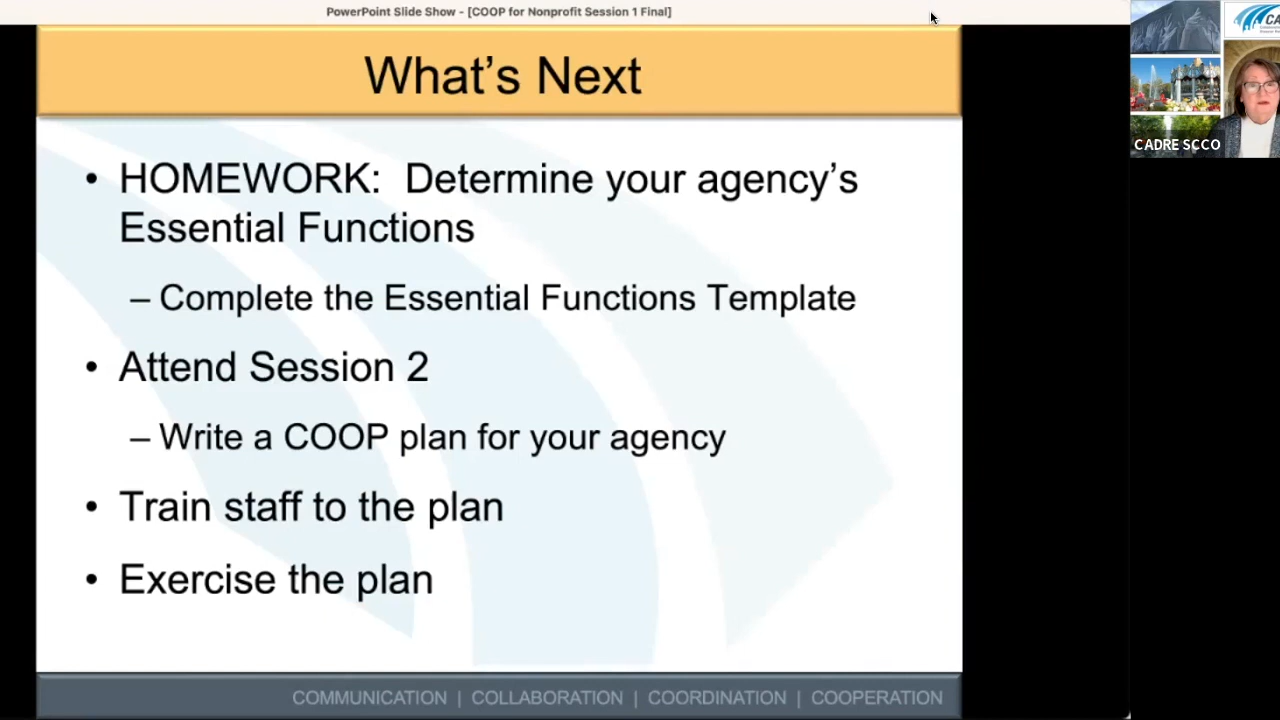 PowerPoint Slide Show - [COOP for Nonprofit Session 1 Final]
What's Next
• HOMEWORK: Determine your agency's
Essential Functions
– Complete the Essential Functions Template
• Attend Session 2
– Write a COOP plan for your agency
• Train staff to the plan
• Exercise the plan
COMMUNICATION | COLLABORATION | COORDINATION | COOPERATION
CA
CADRE SCCO